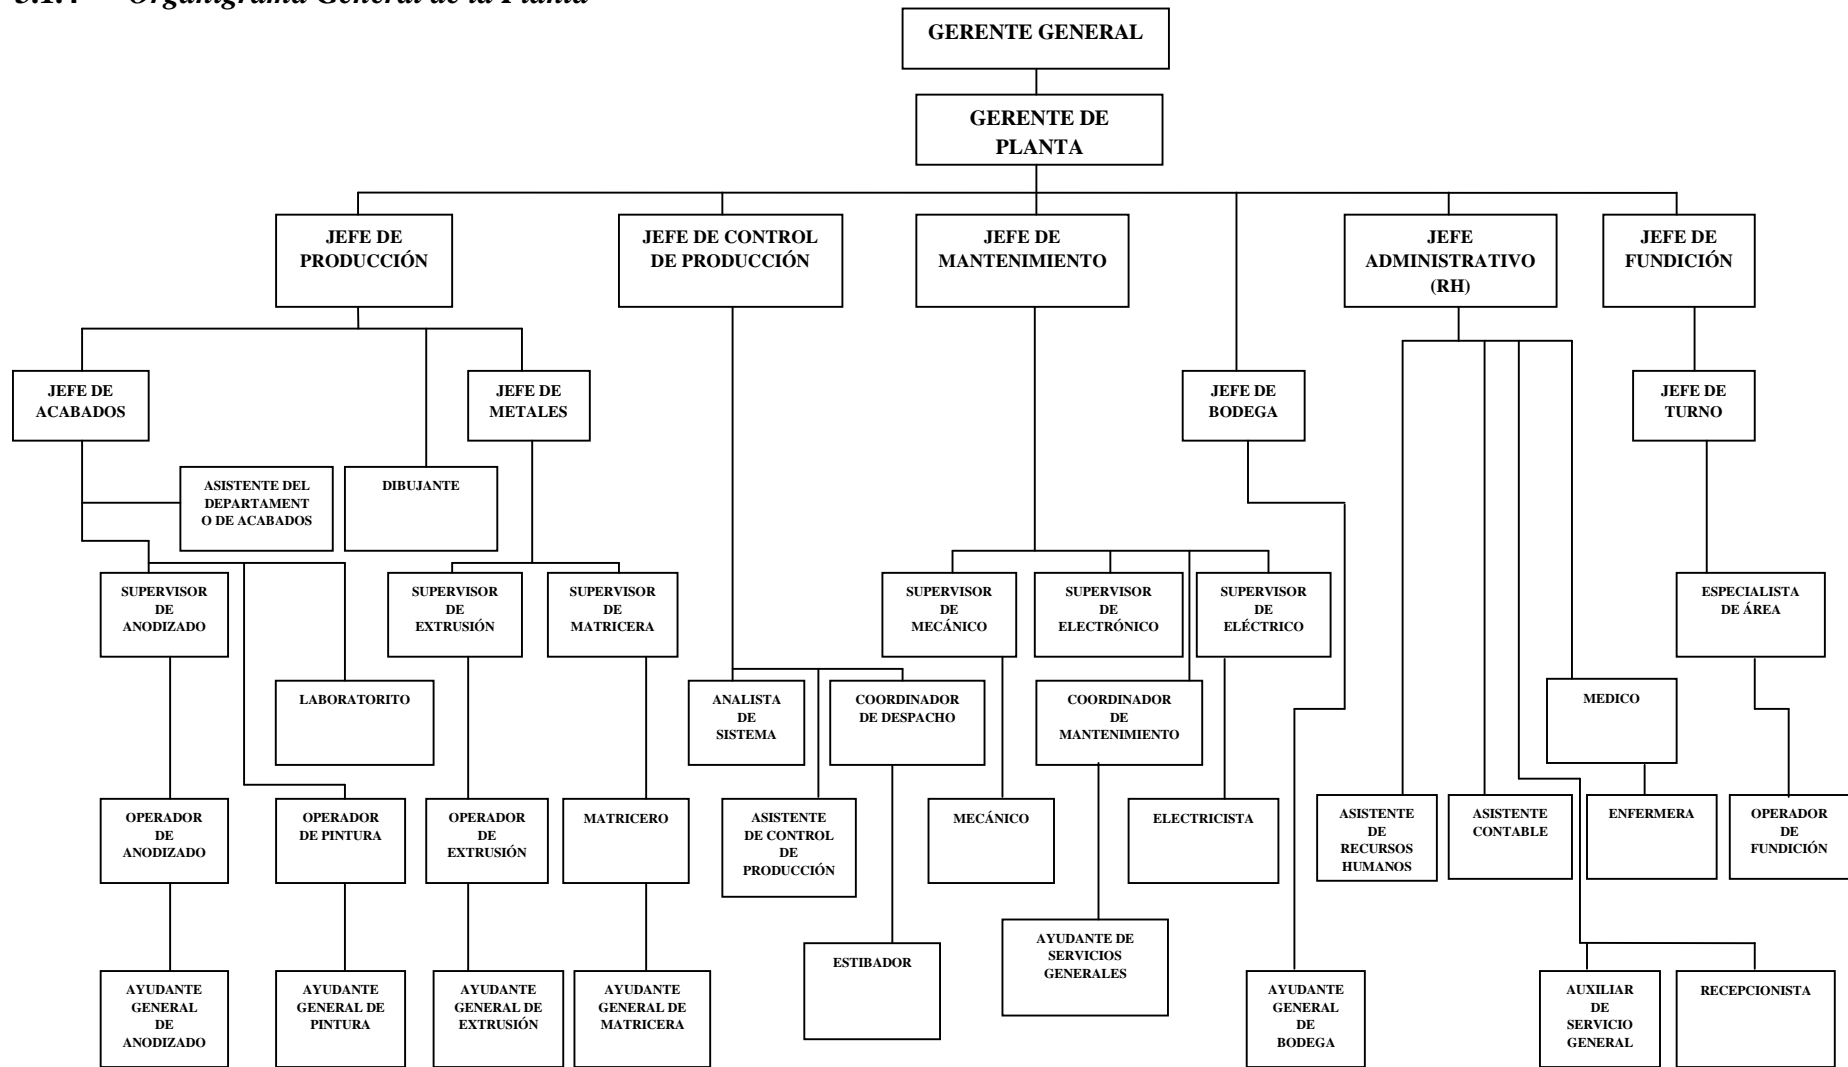 3.1.4 Organigrama General de la Planta
GERENTE GENERAL
GERENTE DE
PLANTA
JEFE DE
PRODUCCIÓN
JEFE DE CONTROL
DE PRODUCCIÓN
JEFE DE
MANTENIMIENTO
JEFE
ADMINISTRATIVO
(RH)
JEFE DE
FUNDICIÓN
JEFE DE
ACABADOS
JEFE DE
METALES
JEFE DE
BODEGA
JEFE DE
TURNO
ASISTENTE DEL
DEPARTAMENT
O DE ACABADOS
DIBUJANTE
SUPERVISOR
DE
ANODIZADO
SUPERVISOR
DE
EXTRUSIÓN
SUPERVISOR
DE
MATRICERA
SUPERVISOR
DE
MECÁNICO
SUPERVISOR
DE
ELECTRÓNICO
SUPERVISOR
DE
ELÉCTRICO
ESPECIALISTA
DE ÁREA
LABORATORITO
ANALISTA
DE
SISTEMA
COORDINADOR
DE DESPACHO
COORDINADOR
DE
MANTENIMIENTO
MEDICO
OPERADOR
DE
ANODIZADO
OPERADOR
DE PINTURA
OPERADOR
DE
EXTRUSIÓN
MATRICERO
ASISTENTE
DE CONTROL
DE
PRODUCCIÓN
MECÁNICO
ELECTRICISTA
ASISTENTE
DE
RECURSOS
HUMANOS
ASISTENTE
CONTABLE
ENFERMERA
OPERADOR
DE
FUNDICIÓN
ESTIBADOR
AYUDANTE DE
SERVICIOS
GENERALES
AYUDANTE
GENERAL
DE
ANODIZADO
AYUDANTE
GENERAL DE
PINTURA
AYUDANTE
GENERAL DE
EXTRUSIÓN
AYUDANTE
GENERAL DE
MATRICERA
AYUDANTE
GENERAL
DE
BODEGA
AUXILIAR
DE
SERVICIO
GENERAL
RECEPCIONISTA